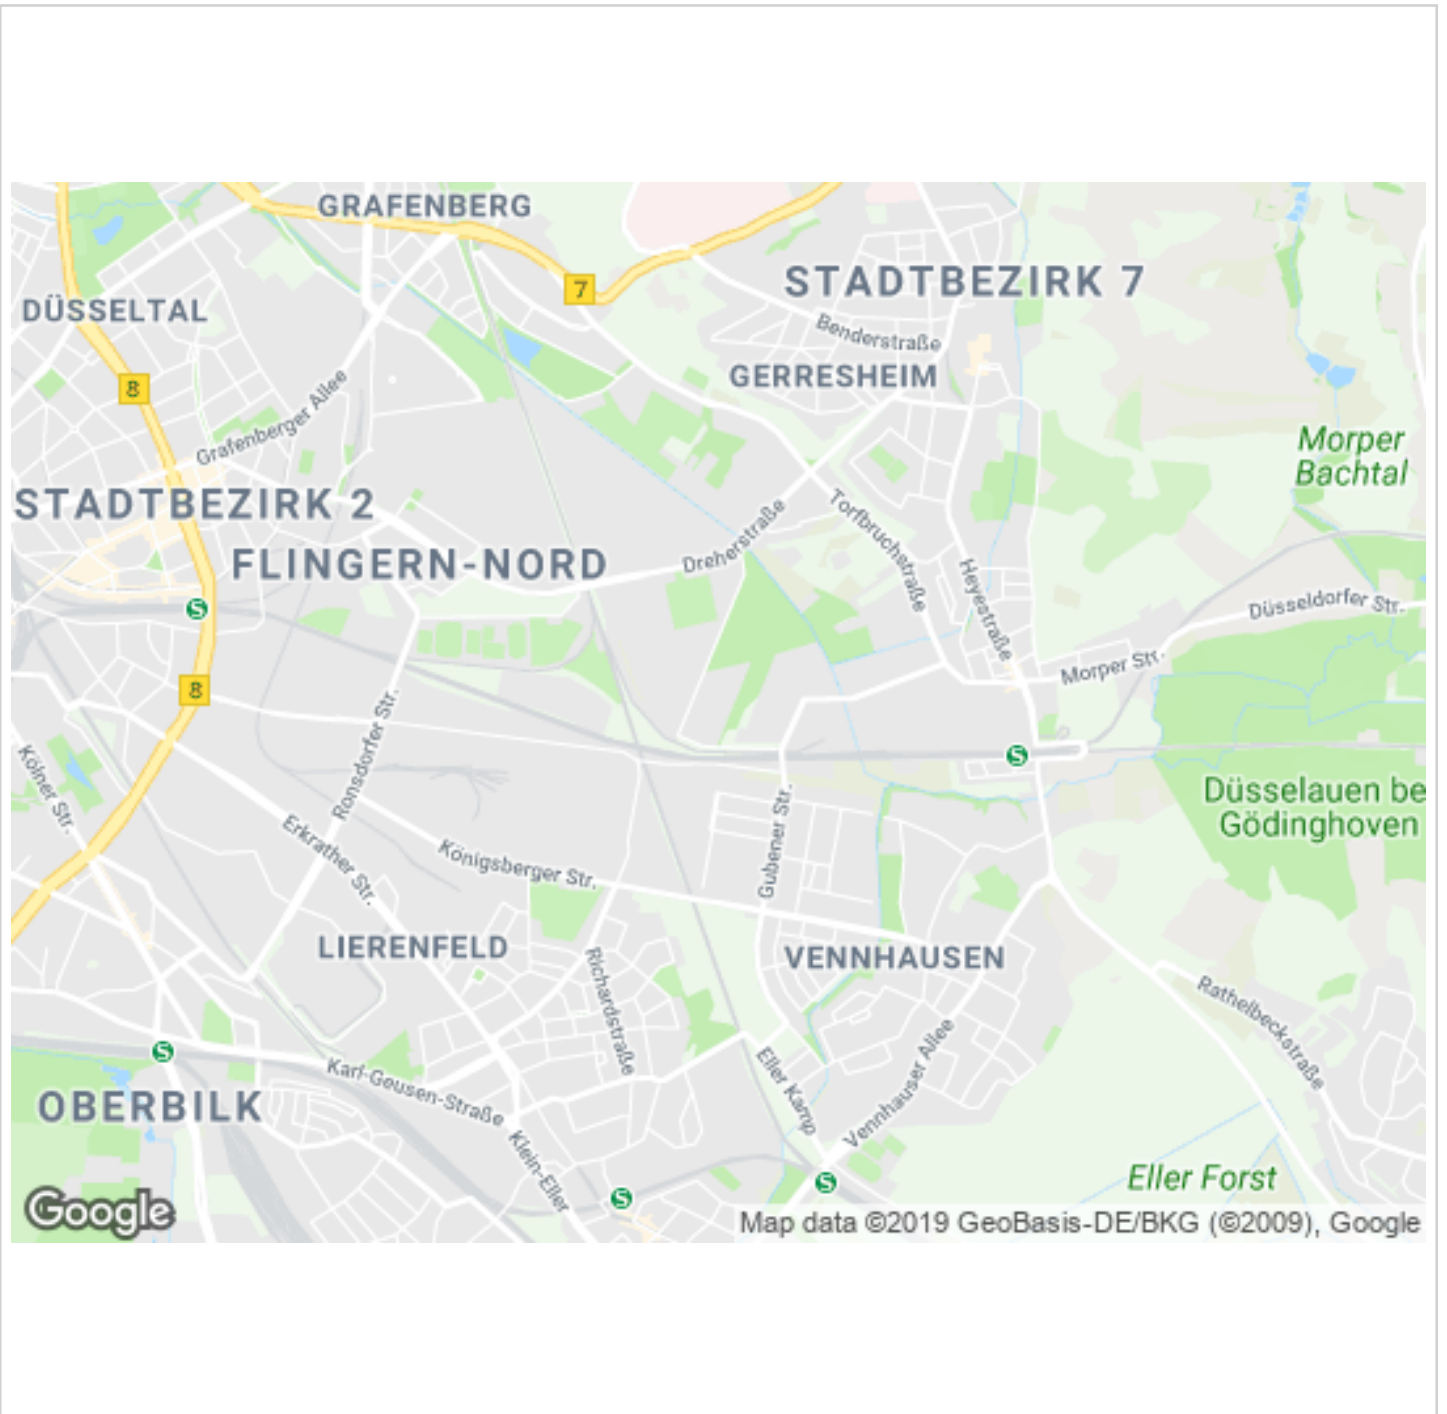 GRAFENBERG
7
STADTBEZIRK 7
DÜSSELTAL
Benderstraße
GERRESHEIM
8
Grafenberger Allee
Morper
Bachtal
STADTBEZIRK 2
Dreherstraße
Torfbruchstraße
FLINGERN-NORD
Heyestraße
Düsseldorfer Str.
S
Morper Str.
8
Ronsdorfer Str.
S
Kölner Str.
Düsselauen be
Gödinghoven
Gubener Str.
Erkrather Str.
Königsberger Str.
LIERENFELD
Richardstraße
VENNHAUSEN
Rathelbeckstraße
S
Karl-Geusen-Straße
Eller Kamp
Vennhauser Allee
OBERBILK
Klein-Eller
Eller Forst
S
S
Google
Map data ©2019 GeoBasis-DE/BKG (©2009), Google